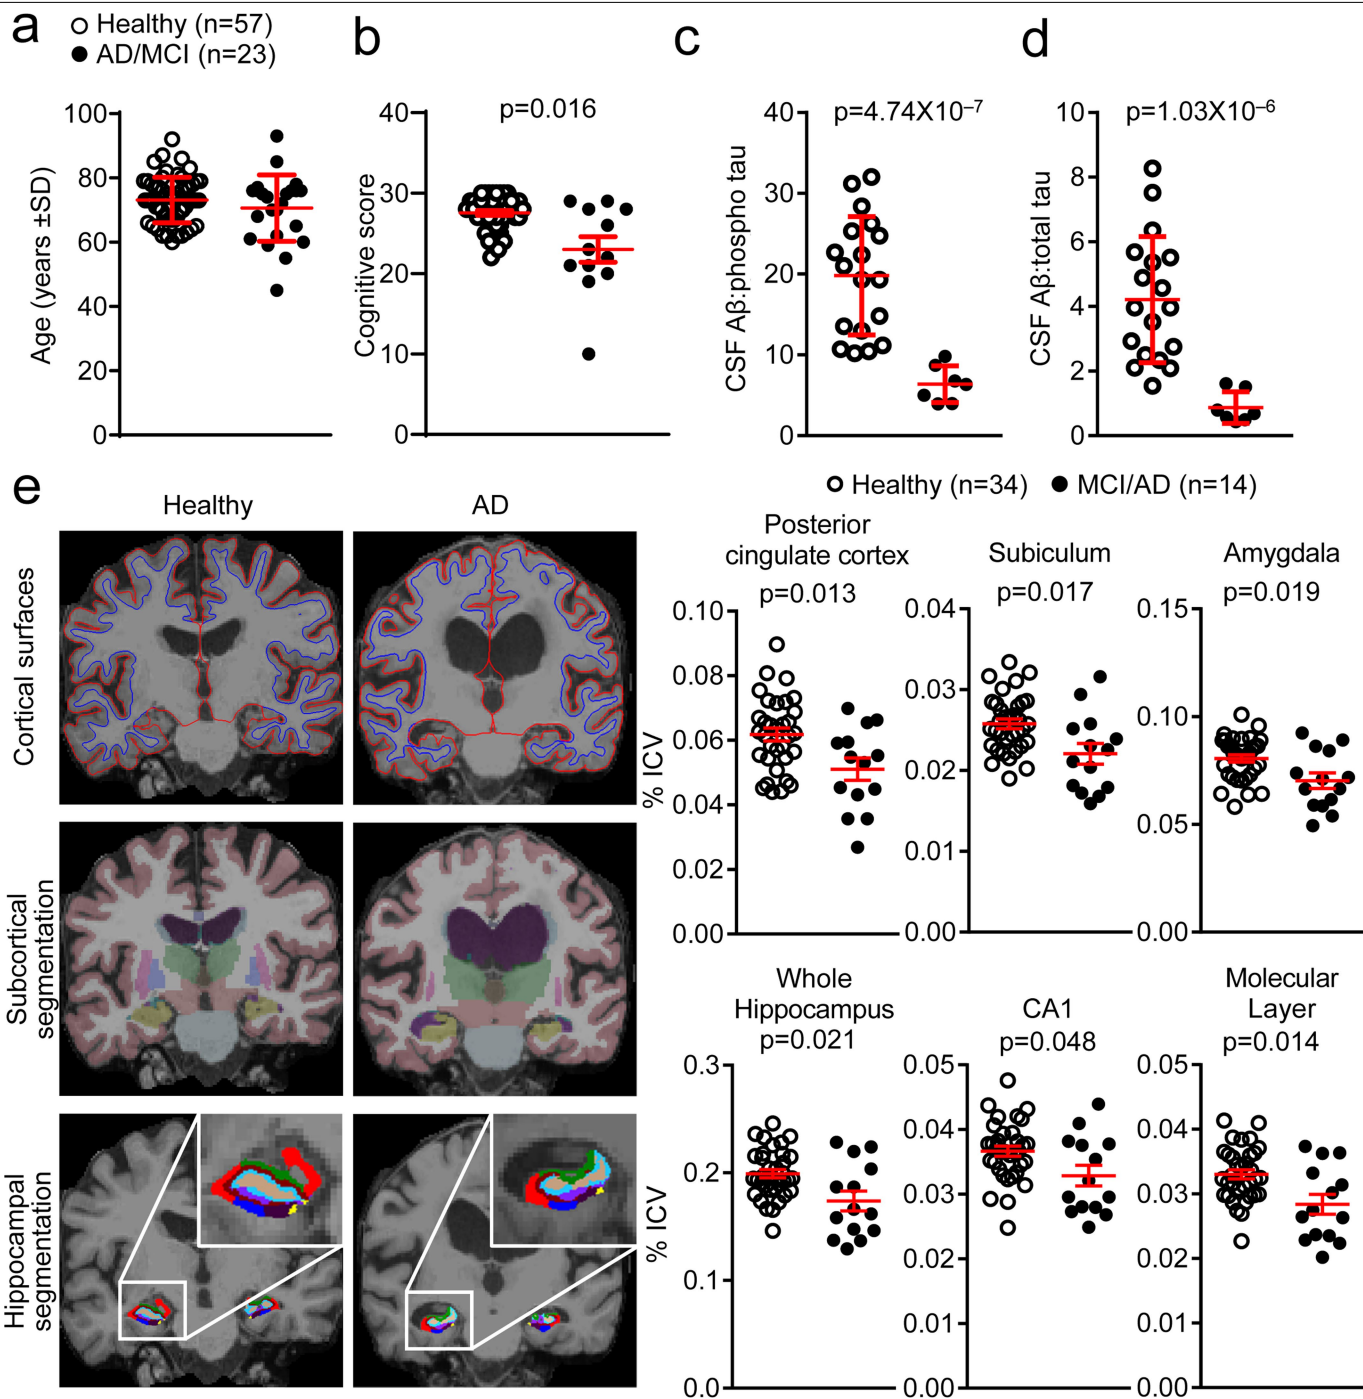 a
Healthy (n=57)
AD/MCI (n=23)
100
80
60
40
20
0
Age (years ±SD)
b
p=0.016
40
30
20
10
0
Cognitive score
c
p=4.74X10⁻⁷
40
30
20
10
0
CSF Aβ:phospho tau
d
p=1.03X10⁻⁶
10
8
6
4
2
0
CSF Aβ:total tau
e
Healthy
AD
Cortical surfaces
Subcortical
segmentation
Hippocampal
segmentation
Healthy (n=34)
MCI/AD (n=14)
Posterior
cingulate cortex
p=0.013
0.10
0.08
0.06
0.04
0.02
0.00
% ICV
Subiculum
p=0.017
0.04
0.03
0.02
0.01
0.00
Amygdala
p=0.019
0.15
0.10
0.05
0.00
Whole
Hippocampus
p=0.021
0.3
0.2
0.1
0.0
% ICV
CA1
p=0.048
0.05
0.04
0.03
0.02
0.01
0.00
Molecular
Layer
p=0.014
0.05
0.04
0.03
0.02
0.01
0.00